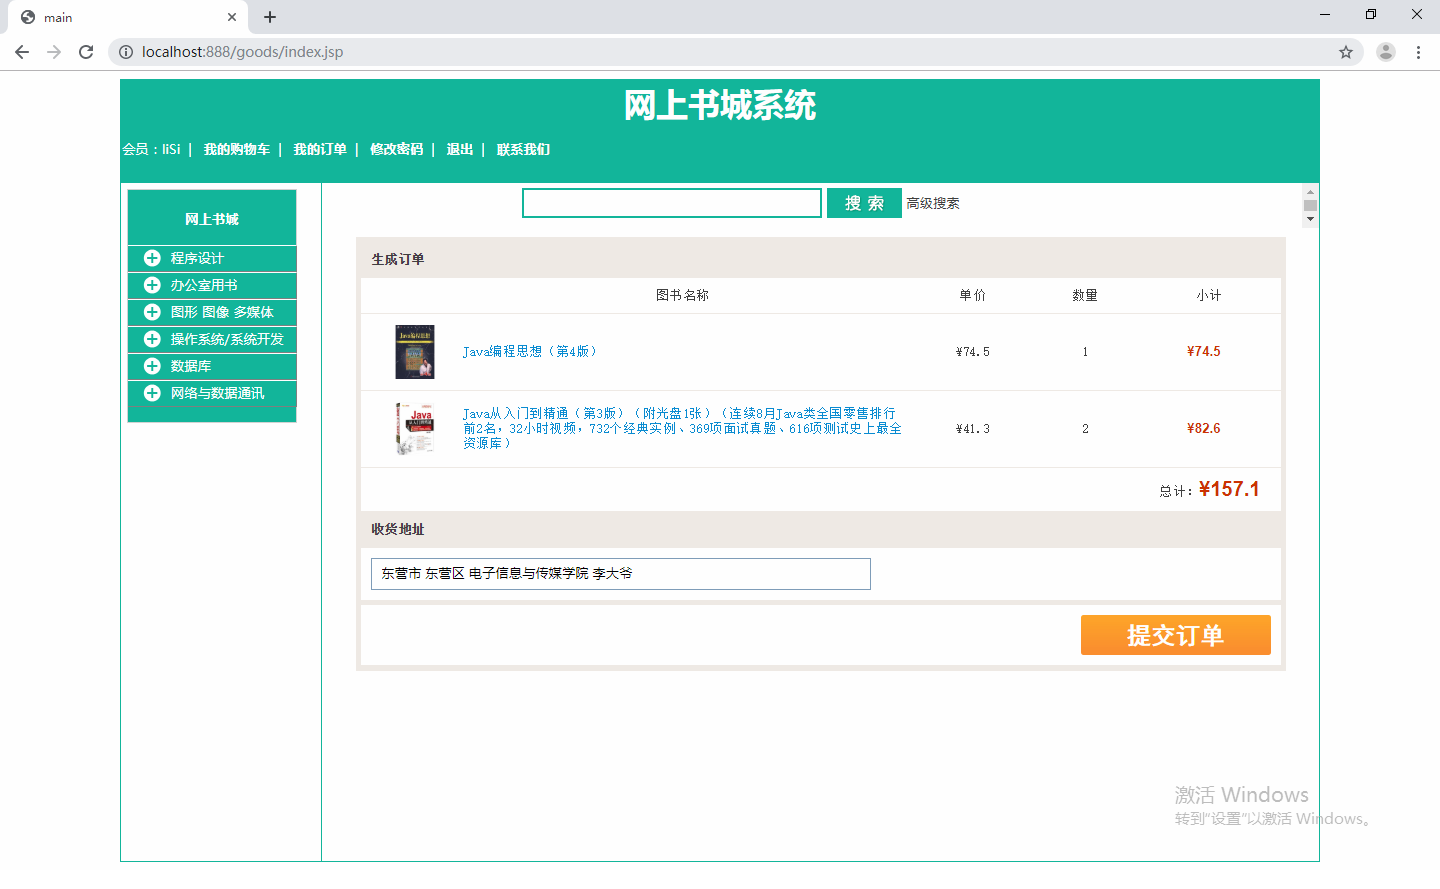 main
localhost:888/goods/index.jsp
网上书城系统
会员：liSi | 我的购物车 | 我的订单 | 修改密码 | 退出 | 联系我们
网上书城
程序设计
办公室用书
图形 图像 多媒体
操作系统/系统开发
数据库
网络与数据通讯
搜 索 高级搜索
生成订单
图书名称 单价 数量 小计
Java编程思想（第4版） ¥74.5 1 ¥74.5
Java从入门到精通（第3版）（附光盘1张）（连续8月Java类全国零售排行
前2名，32小时视频，732个经典实例、369项面试真题、616项测试史上最全
资源库） ¥41.3 2 ¥82.6
总计：¥157.1
收货地址
东营市 东营区 电子信息与传媒学院 李大爷
提交订单
激活 Windows
转到"设置"以激活 Windows。